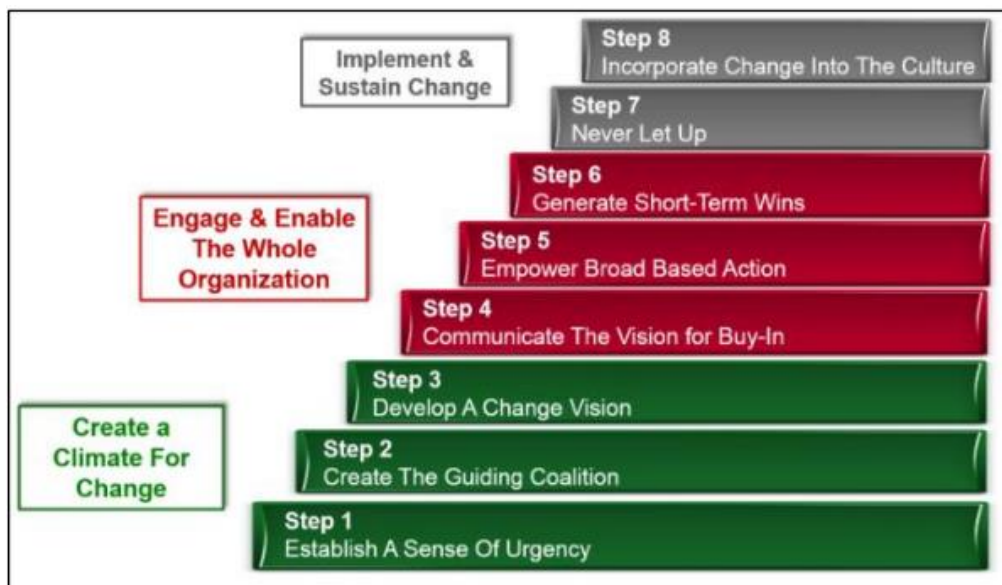 Implement &
Sustain Change
Step 8
Incorporate Change Into The Culture
Step 7
Never Let Up
Engage & Enable
The Whole
Organization
Step 6
Generate Short-Term Wins
Step 5
Empower Broad Based Action
Step 4
Communicate The Vision for Buy-In
Create a
Climate For
Change
Step 3
Develop A Change Vision
Step 2
Create The Guiding Coalition
Step 1
Establish A Sense Of Urgency